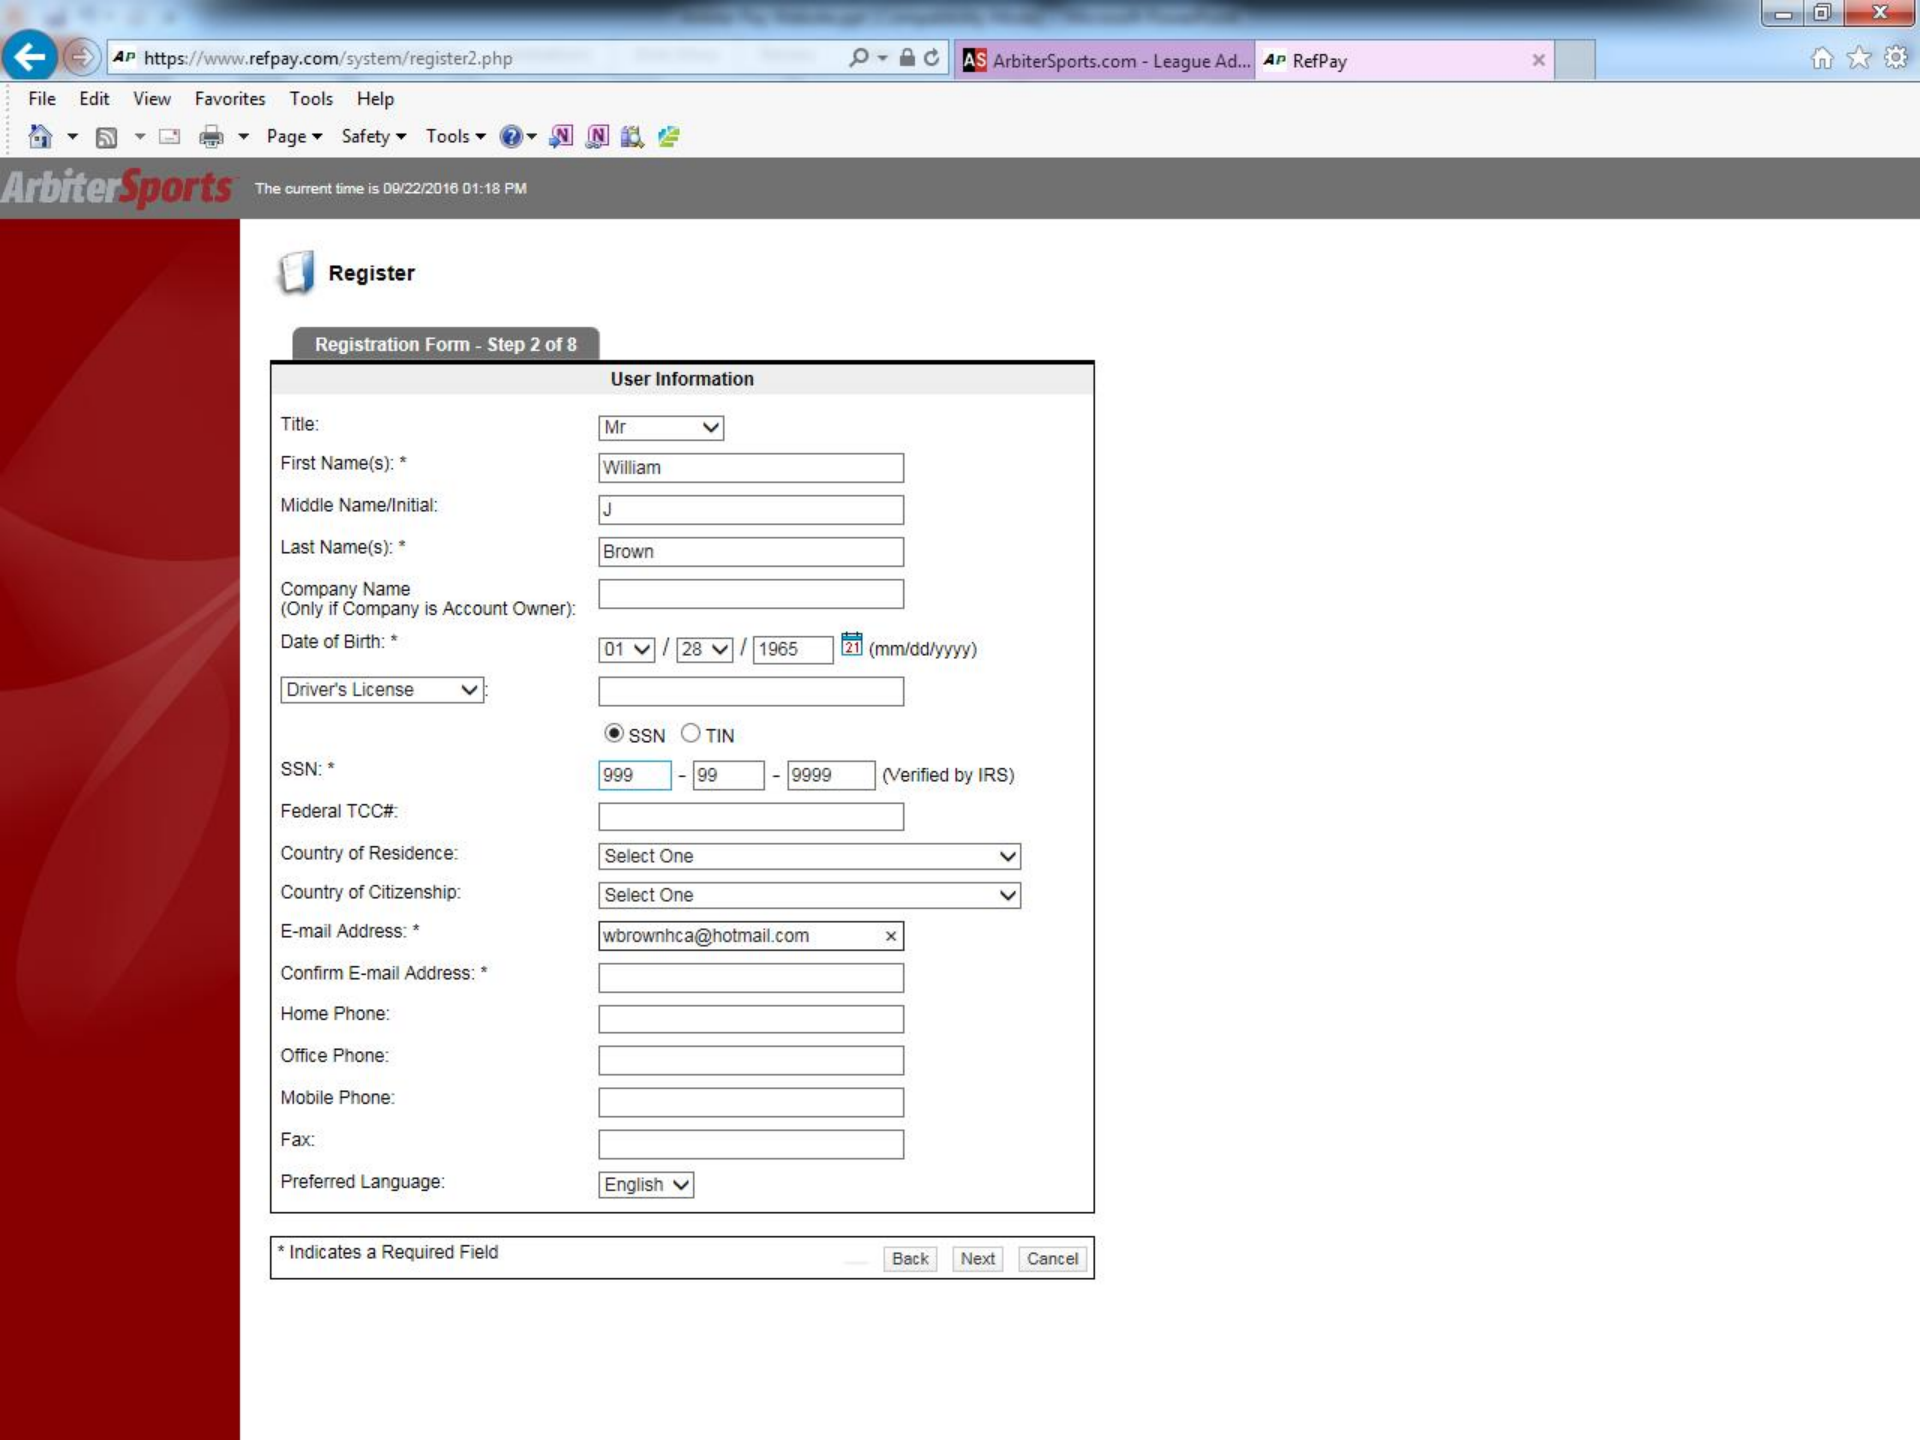 https://www.refpay.com/system/register2.php
AS ArbiterSports.com - League Ad...
AP RefPay
File Edit View Favorites Tools Help
Page Safety Tools
ArbiterSports The current time is 09/22/2016 01:18 PM
Register
Registration Form - Step 2 of 8
User Information
Title: Mr
First Name(s): * William
Middle Name/Initial: J
Last Name(s): * Brown
Company Name
(Only if Company is Account Owner):
Date of Birth: * 01 / 28 / 1965 21 (mm/dd/yyyy)
Driver's License :
SSN TIN
SSN: * 999 - 99 - 9999 (Verified by IRS)
Federal TCC#:
Country of Residence: Select One
Country of Citizenship: Select One
E-mail Address: * wbrownhca@hotmail.com ×
Confirm E-mail Address: *
Home Phone:
Office Phone:
Mobile Phone:
Fax:
Preferred Language: English
* Indicates a Required Field Back Next Cancel